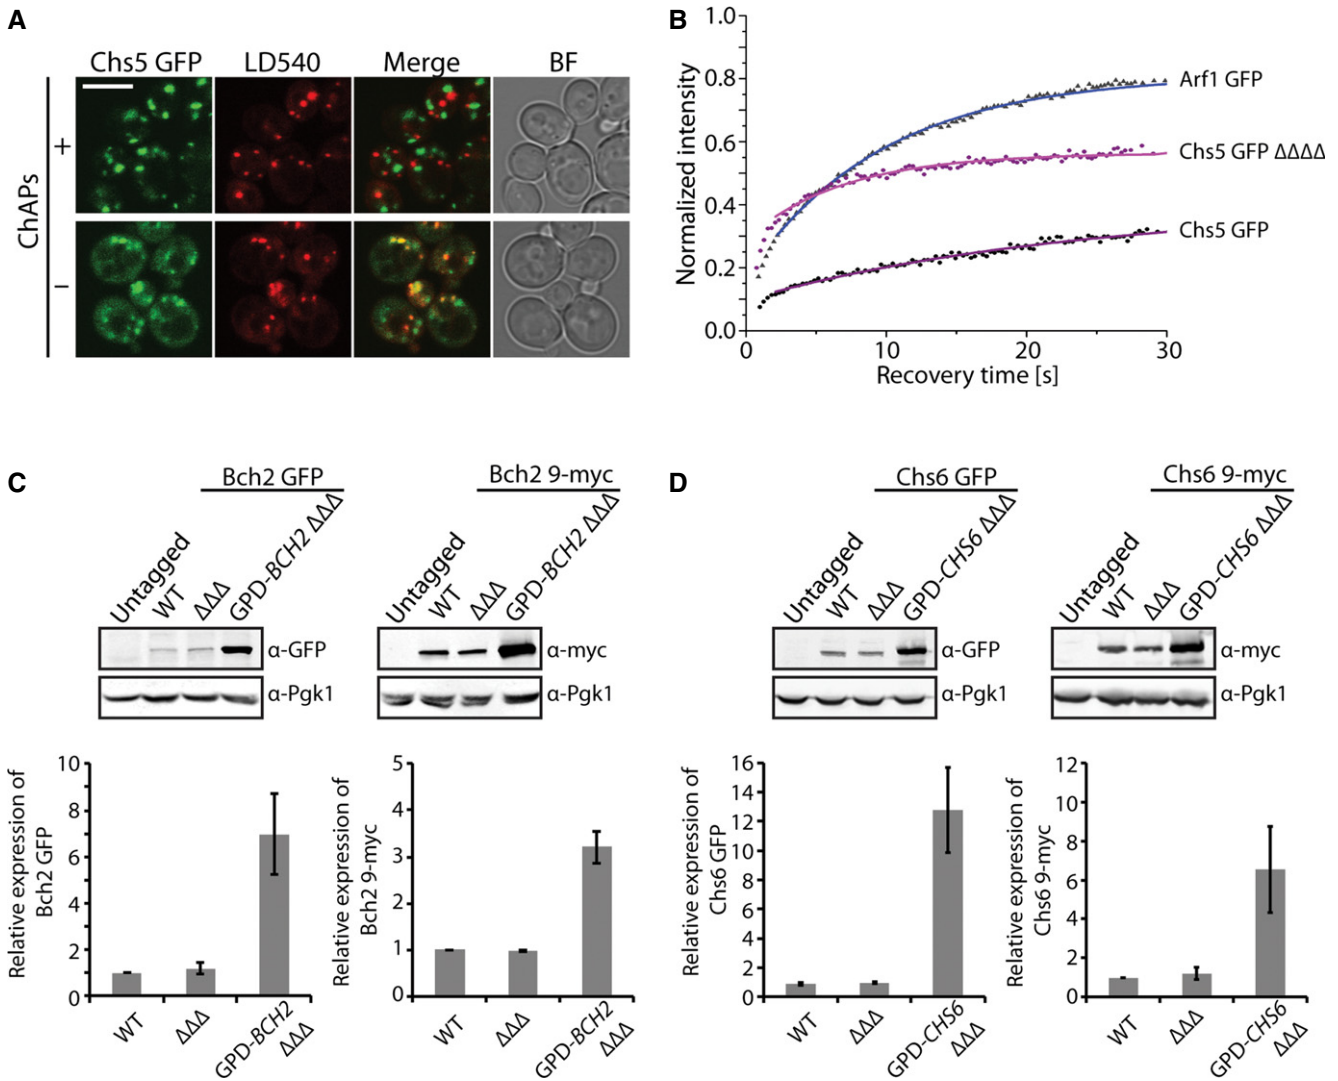 A
Chs5 GFP LD540 Merge BF
ChAPs
+
−
B
1.0
0.8
0.6
0.4
0.2
0.0
Normalized intensity
0 10 20 30
Recovery time [s]
Arf1 GFP
Chs5 GFP ΔΔΔΔ
Chs5 GFP
C
Bch2 GFP
Untagged
WT
ΔΔΔ
GPD-BCH2 ΔΔΔ
α-GFP
α-Pgk1
Bch2 9-myc
Untagged
WT
ΔΔΔ
GPD-BCH2 ΔΔΔ
α-myc
α-Pgk1
Relative expression of
Bch2 GFP
10
8
6
4
2
0
WT
ΔΔΔ
GPD-BCH2
ΔΔΔ
Relative expression of
Bch2 9-myc
5
4
3
2
1
0
WT
ΔΔΔ
GPD-BCH2
ΔΔΔ
D
Chs6 GFP
Untagged
WT
ΔΔΔ
GPD-CHS6 ΔΔΔ
α-GFP
α-Pgk1
Chs6 9-myc
Untagged
WT
ΔΔΔ
GPD-CHS6 ΔΔΔ
α-myc
α-Pgk1
Relative expression of
Chs6 GFP
16
14
12
10
8
6
4
2
0
WT
ΔΔΔ
GPD-CHS6
ΔΔΔ
Relative expression of
Chs6 9-myc
12
10
8
6
4
2
0
WT
ΔΔΔ
GPD-CHS6
ΔΔΔ